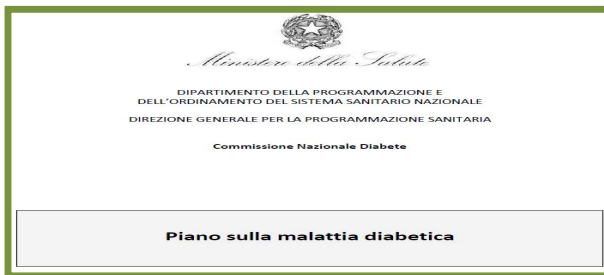 Ministero della Salute
DIPARTIMENTO DELLA PROGRAMMAZIONE E
DELL'ORDINAMENTO DEL SISTEMA SANITARIO NAZIONALE
DIREZIONE GENERALE PER LA PROGRAMMAZIONE SANITARIA
Commissione Nazionale Diabete
Piano sulla malattia diabetica